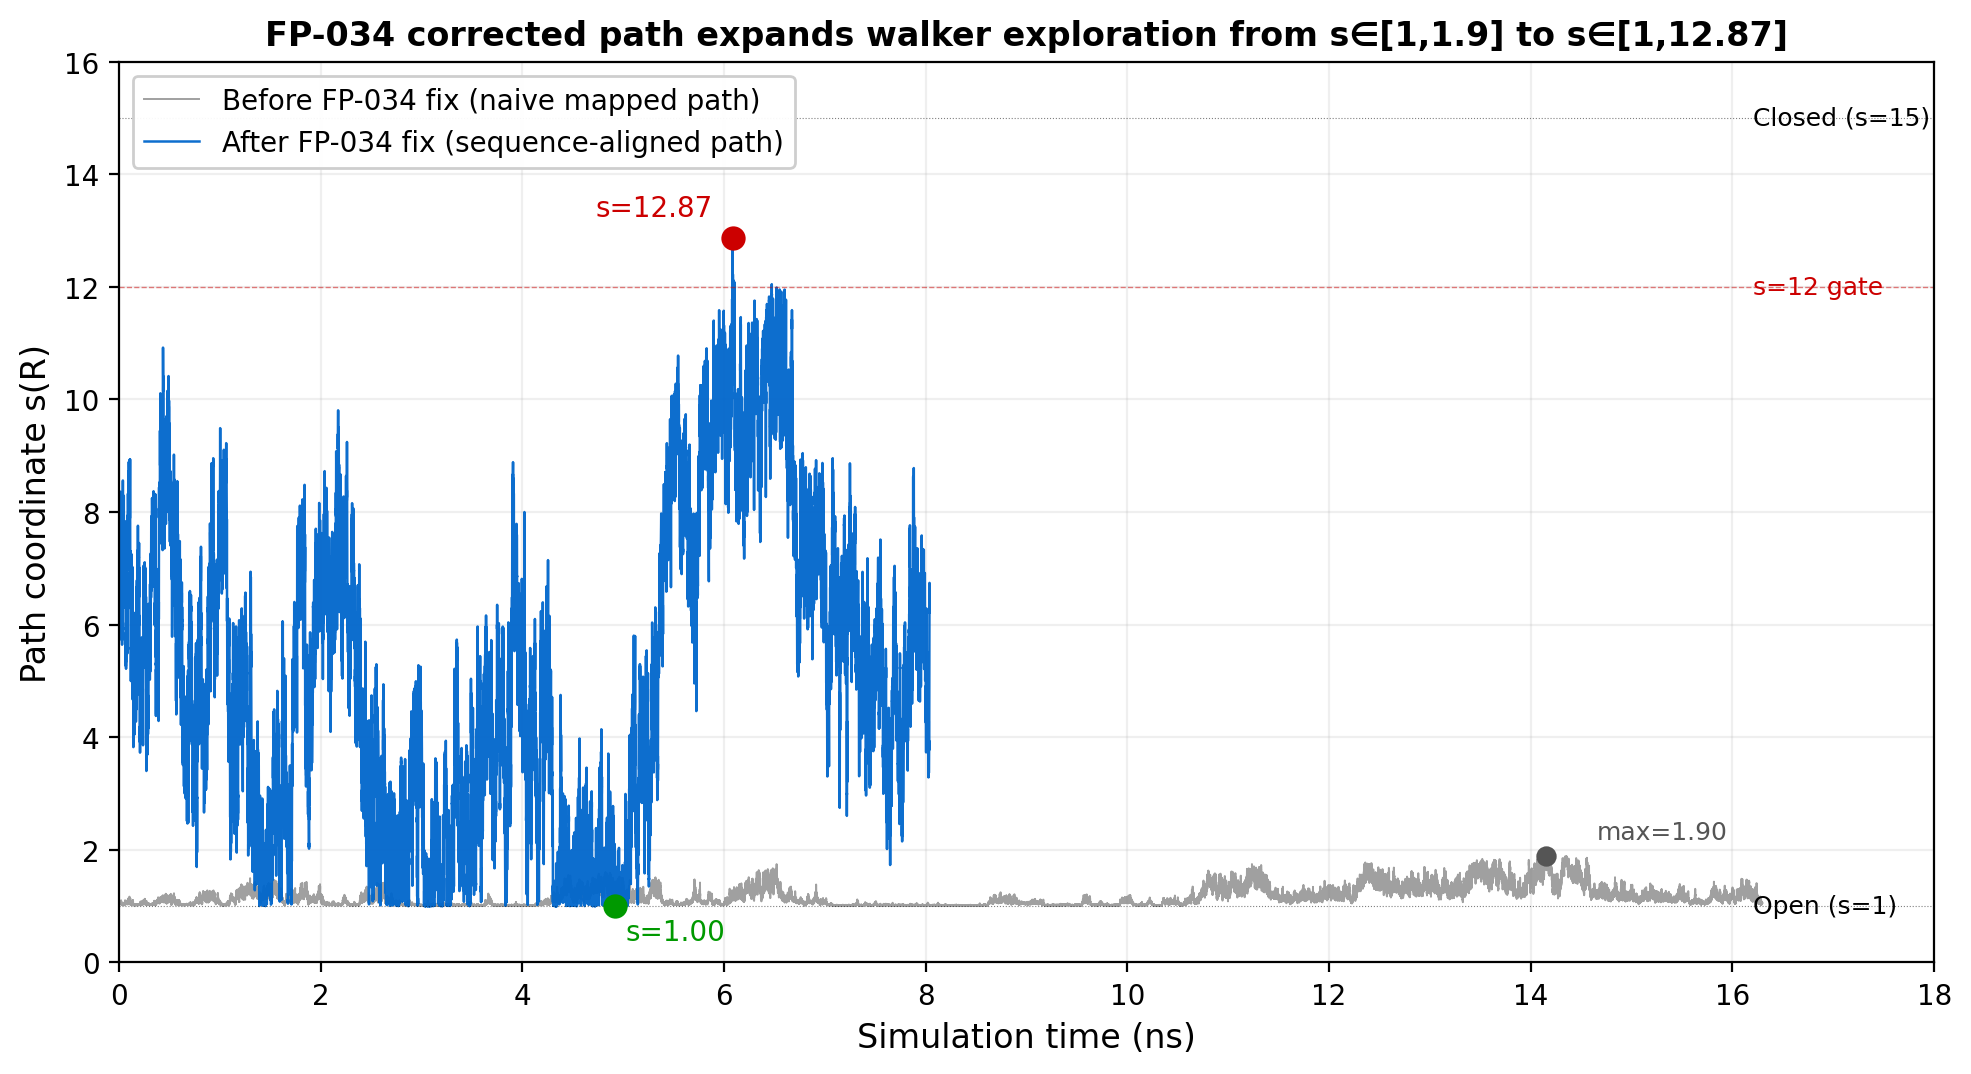 FP-034 corrected path expands walker exploration from s∈[1,1.9] to s∈[1,12.87]
Before FP-034 fix (naive mapped path)
After FP-034 fix (sequence-aligned path)
Closed (s=15)
s=12.87
s=12 gate
max=1.90
Open (s=1)
s=1.00
Path coordinate s(R)
16
14
12
10
8
6
4
2
0
0 2 4 6 8 10 12 14 16 18
Simulation time (ns)